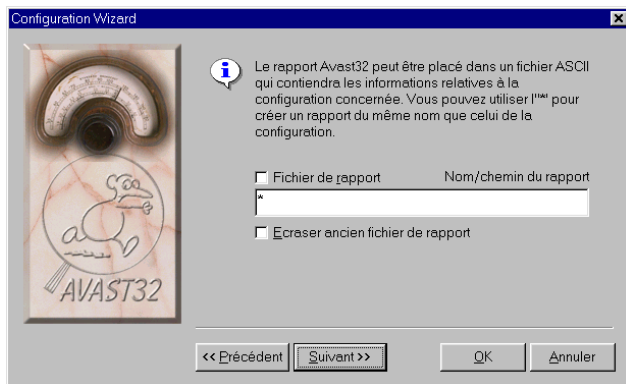 Configuration Wizard
Le rapport Avast32 peut être placé dans un fichier ASCII
qui contiendra les informations relatives à la
configuration concernée. Vous pouvez utiliser l'"*" pour
créer un rapport du même nom que celui de la
configuration.
Fichier de rapport
Nom/chemin du rapport
*
Ecraser ancien fichier de rapport
AVAST32
<< Précédent
Suivant >>
OK
Annuler